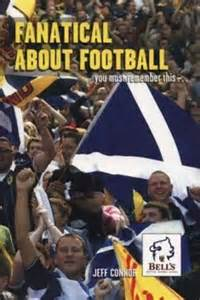 FANATICAL
ABOUT FOOTBALL
you must remember this –...
JEFF CONNOR
BELL'S